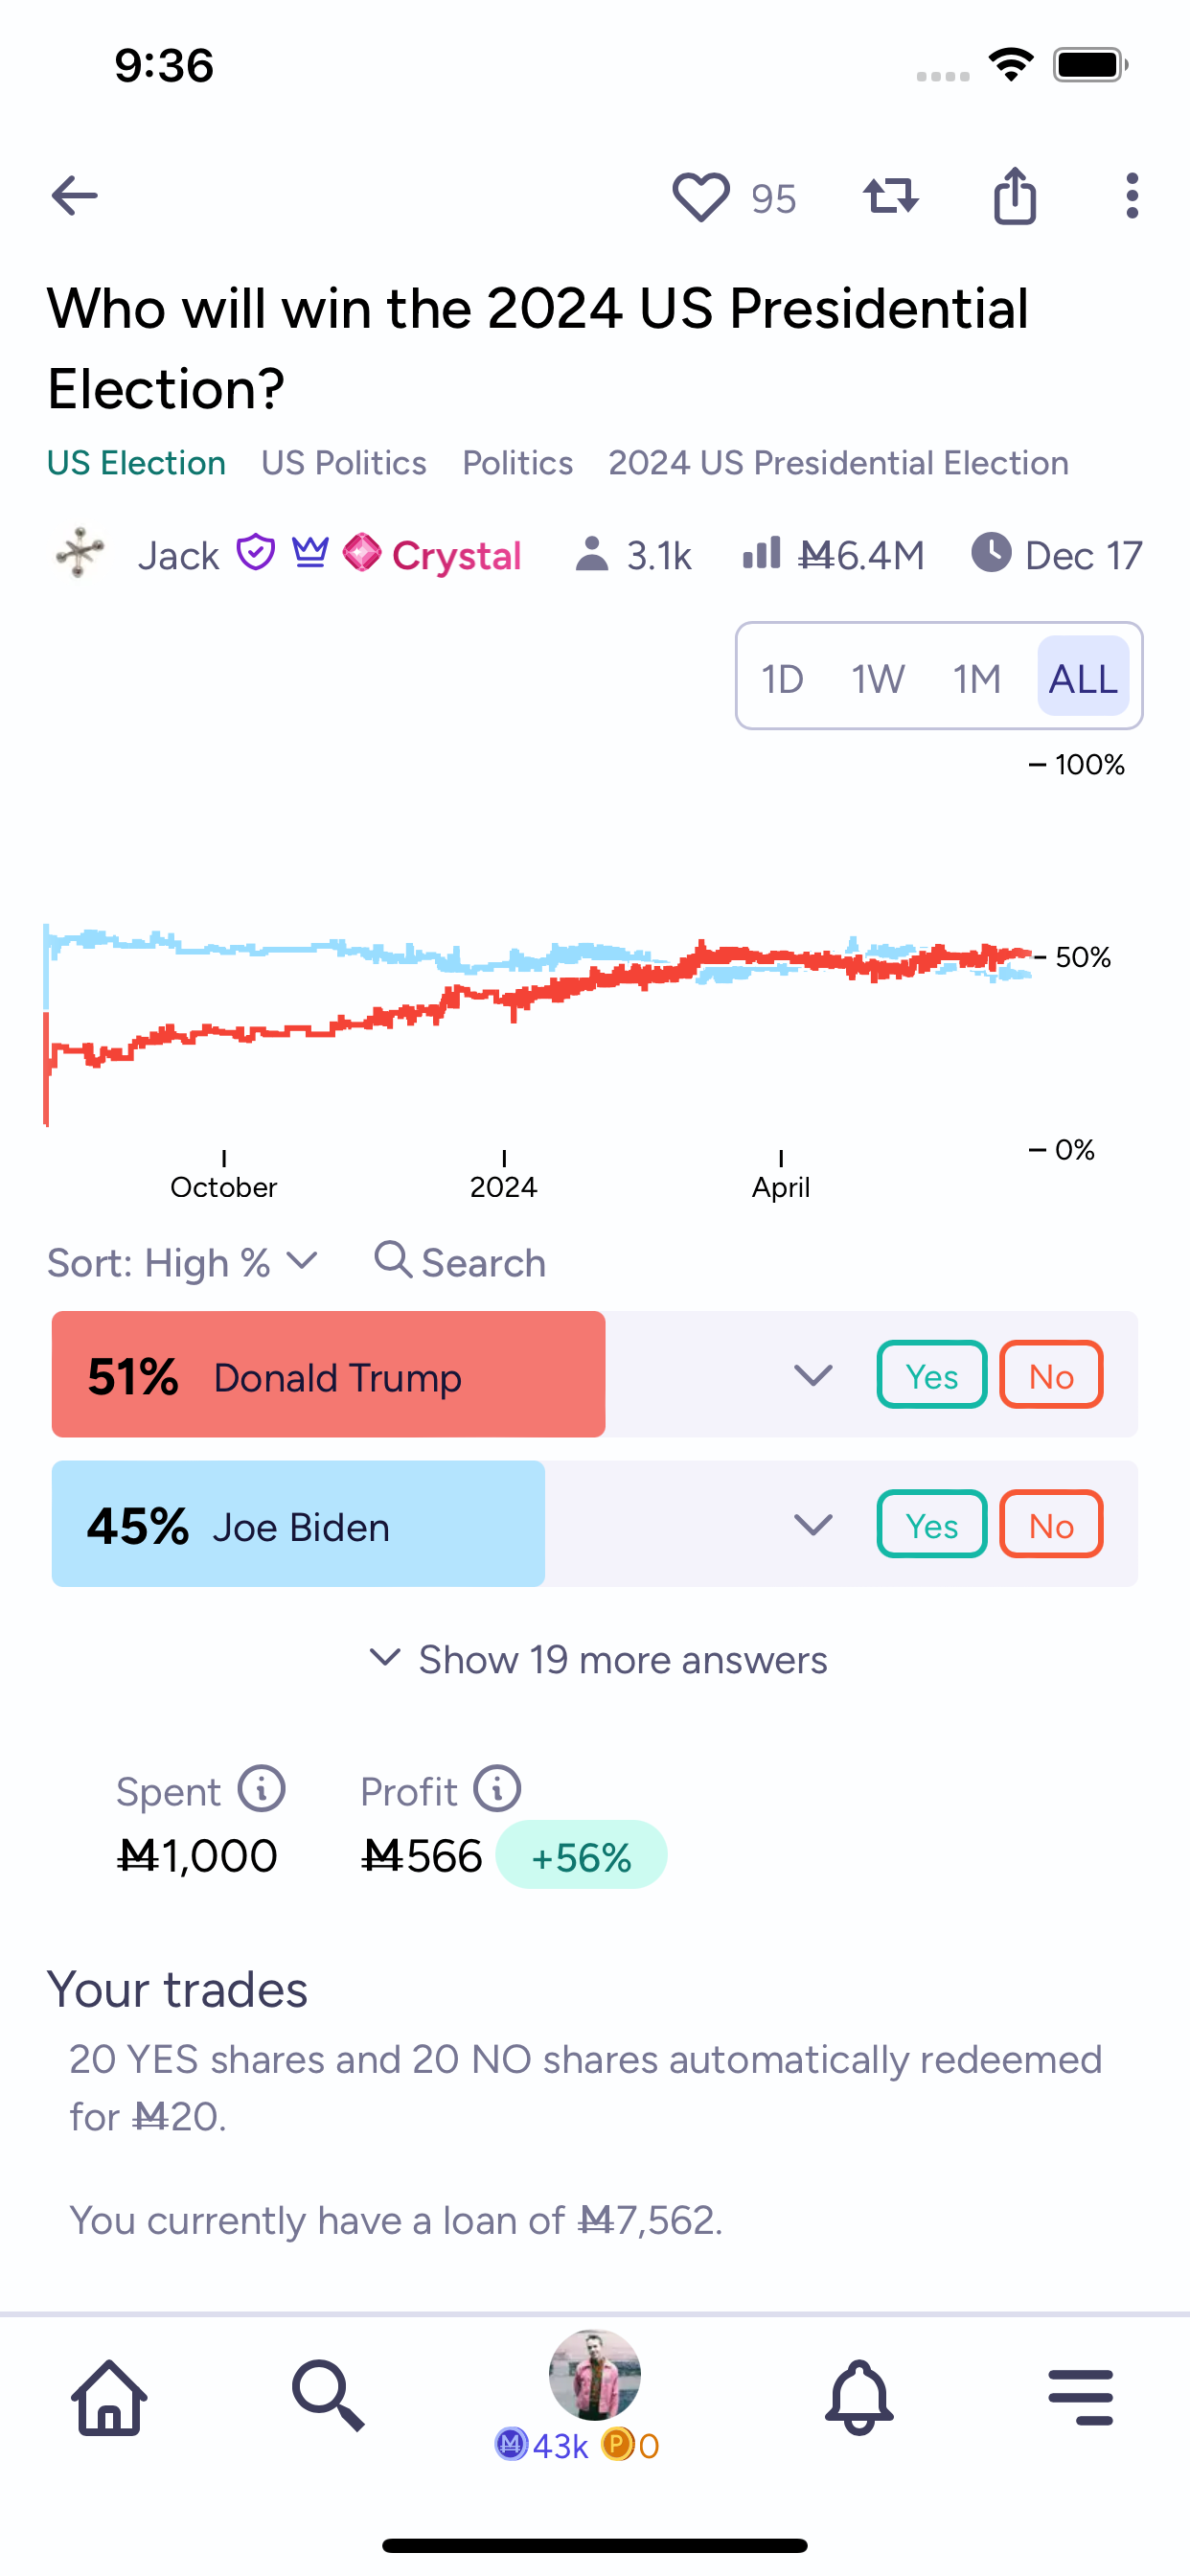 9:36
95
Who will win the 2024 US Presidential
Election?
US Election US Politics Politics 2024 US Presidential Election
Jack Crystal 3.1k Ṁ6.4M Dec 17
1D 1W 1M ALL
100%
50%
0%
October 2024 April
Sort: High % Search
51% Donald Trump Yes No
45% Joe Biden Yes No
Show 19 more answers
Spent Profit
Ṁ1,000 Ṁ566 +56%
Your trades
20 YES shares and 20 NO shares automatically redeemed
for Ṁ20.
You currently have a loan of Ṁ7,562.
43k P 0